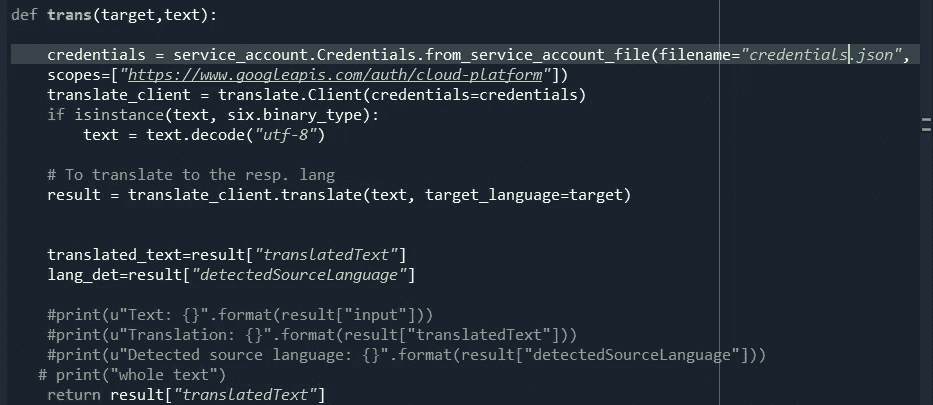 def trans(target,text):
credentials = service_account.Credentials.from_service_account_file(filename="credentials.json",
scopes=["https://www.googleapis.com/auth/cloud-platform"])
translate_client = translate.Client(credentials=credentials)
if isinstance(text, six.binary_type):
text = text.decode("utf-8")
# To translate to the resp. lang
result = translate_client.translate(text, target_language=target)
translated_text=result["translatedText"]
lang_det=result["detectedSourceLanguage"]
#print(u"Text: {}".format(result["input"]))
#print(u"Translation: {}".format(result["translatedText"]))
#print(u"Detected source language: {}".format(result["detectedSourceLanguage"]))
# print("whole text")
return result["translatedText"]